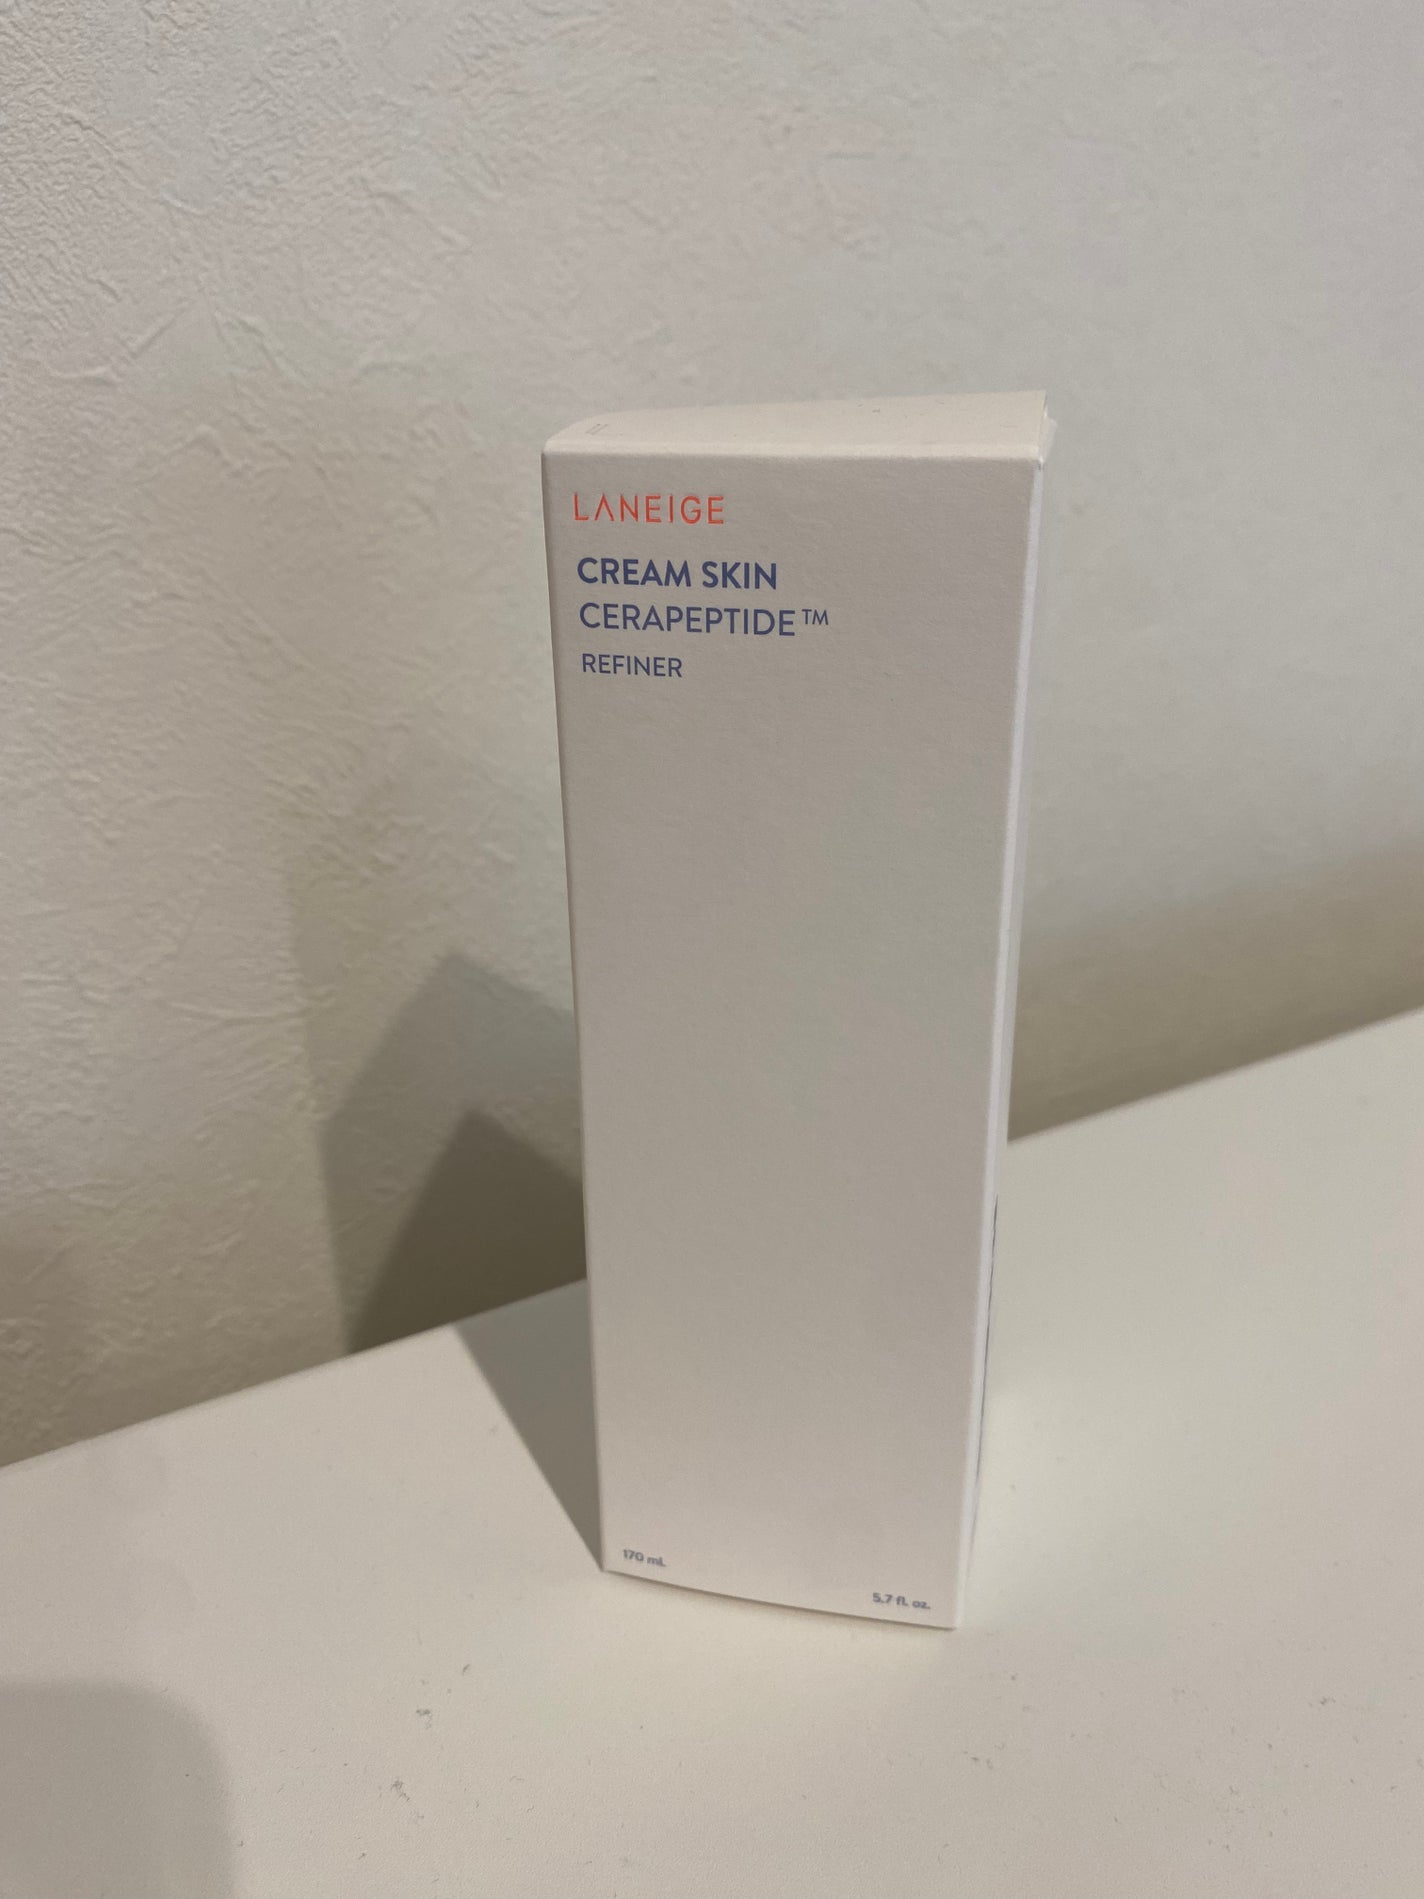 LANEIGE
CREAM SKIN
CERAPEPTIDE™
REFINER
170 mL
5.7 fl. oz.